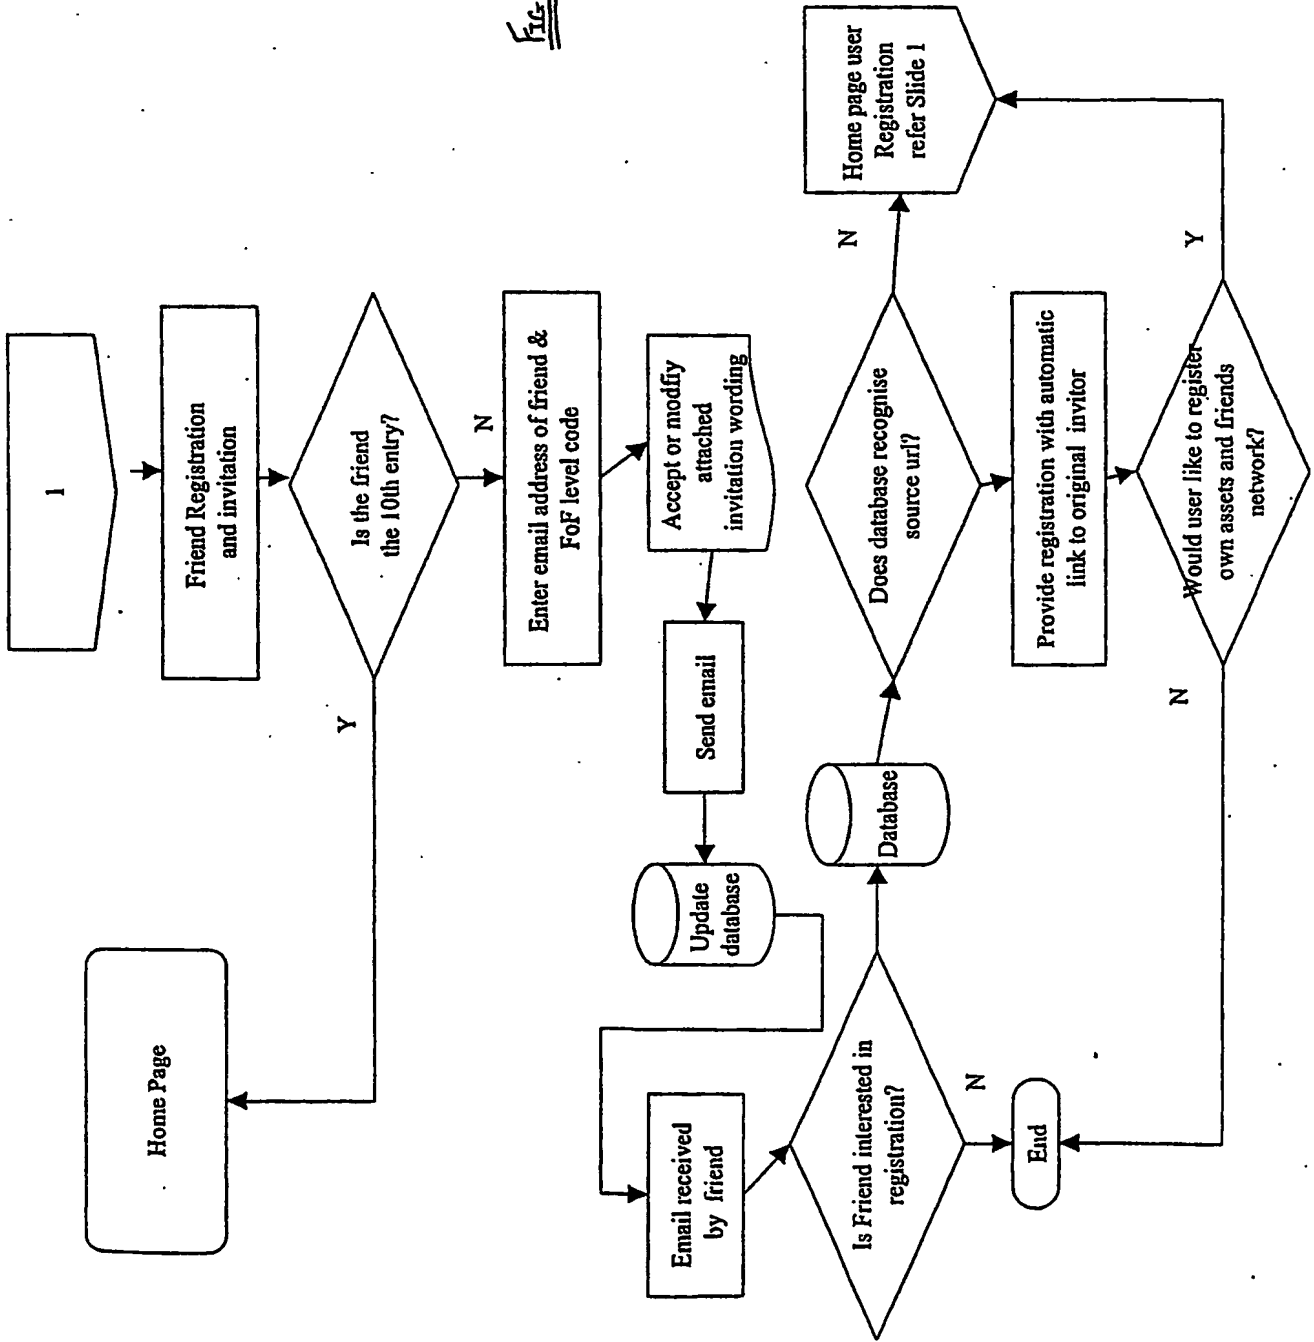 1
Friend Registration
and invitation
Is the friend
the 10th entry?
Y
Home Page
N
Enter email address of friend &
FoF level code
Accept or modfiy
attached
invitation wording
Send email
Update
database
Email received
by friend
Is Friend interested in
registration?
N
End
Database
Does database recognise
source url?
N
Home page user
Registration
refer Slide 1
Provide registration with automatic
link to original invitor
Would user like to register
own assets and friends
network?
Y
N
FIG